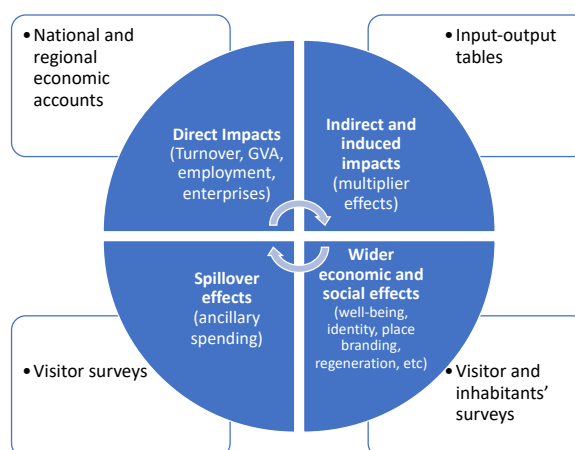 • National and
regional
economic
accounts
• Input-output
tables
Direct Impacts
(Turnover, GVA,
employment,
enterprises)
Indirect and
induced
impacts
(multiplier
effects)
Spillover
effects
(ancillary
spending)
Wider
economic and
social effects
(well-being,
identity, place
branding,
regeneration, etc)
• Visitor surveys
• Visitor and
inhabitants’
surveys